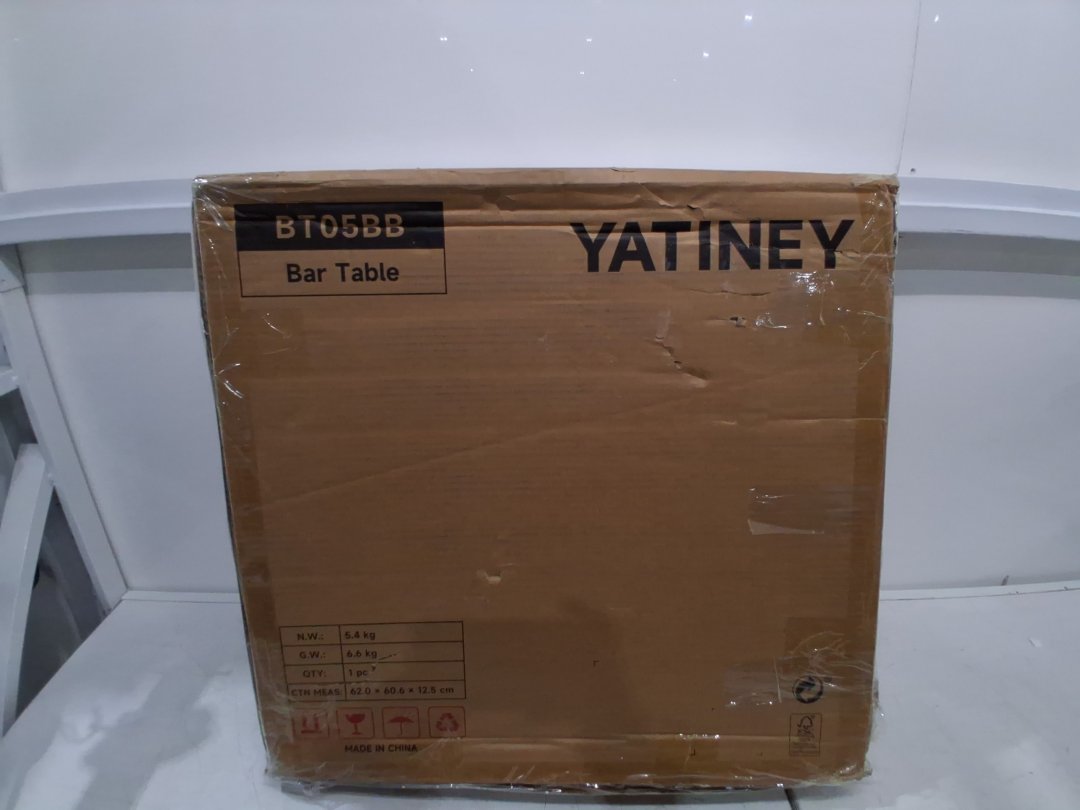 BT05BB
Bar Table
YATINEY
N.W.: 5.4 kg
G.W.: 6.6 kg
QTY: 1 pc
CTN MEAS: 62.0 × 60.6 × 12.5 cm
MADE IN CHINA